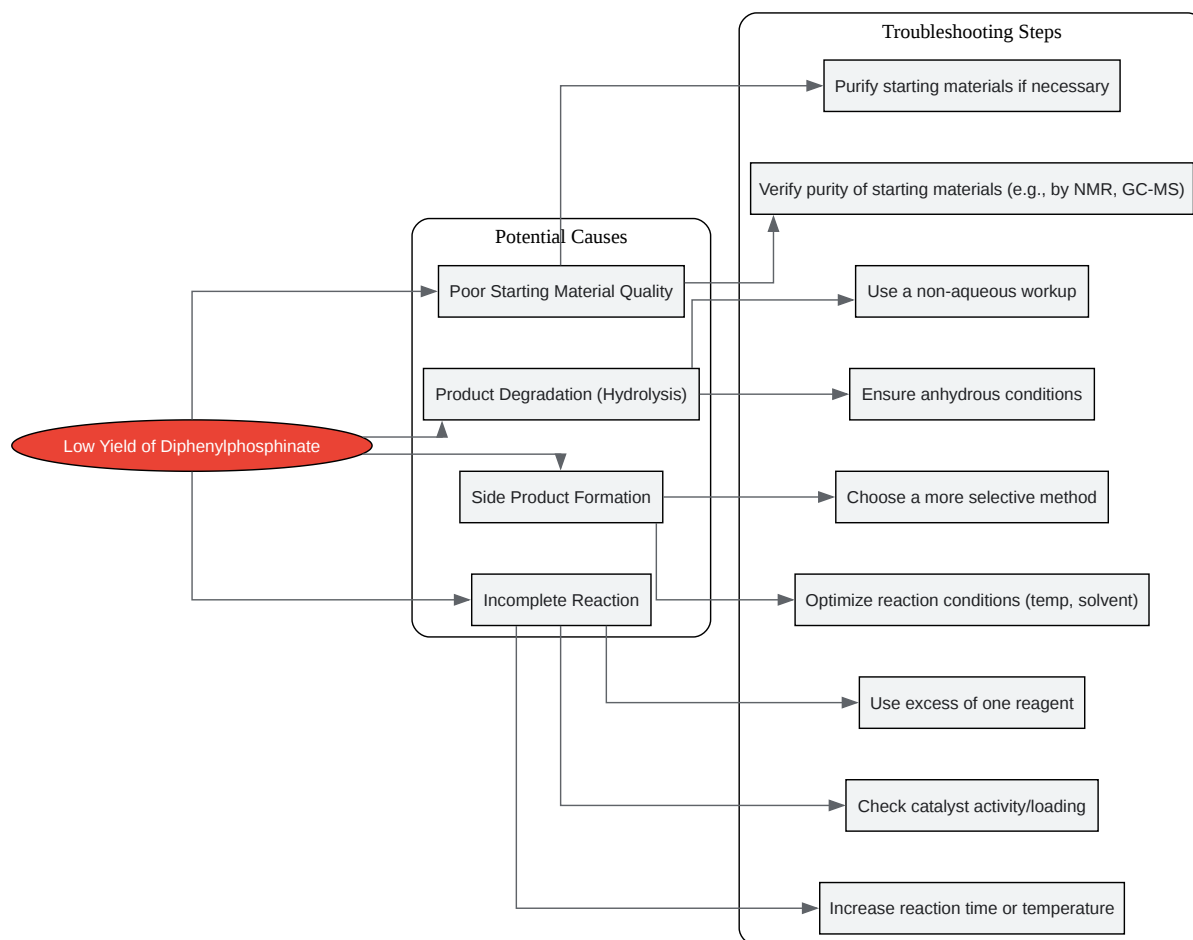 Troubleshooting Steps
Purify starting materials if necessary
Verify purity of starting materials (e.g., by NMR, GC-MS)
Potential Causes
Poor Starting Material Quality
Use a non-aqueous workup
Product Degradation (Hydrolysis)
Ensure anhydrous conditions
Low Yield of Diphenylphosphinate
Side Product Formation
Choose a more selective method
Incomplete Reaction
Optimize reaction conditions (temp, solvent)
Use excess of one reagent
Check catalyst activity/loading
Increase reaction time or temperature